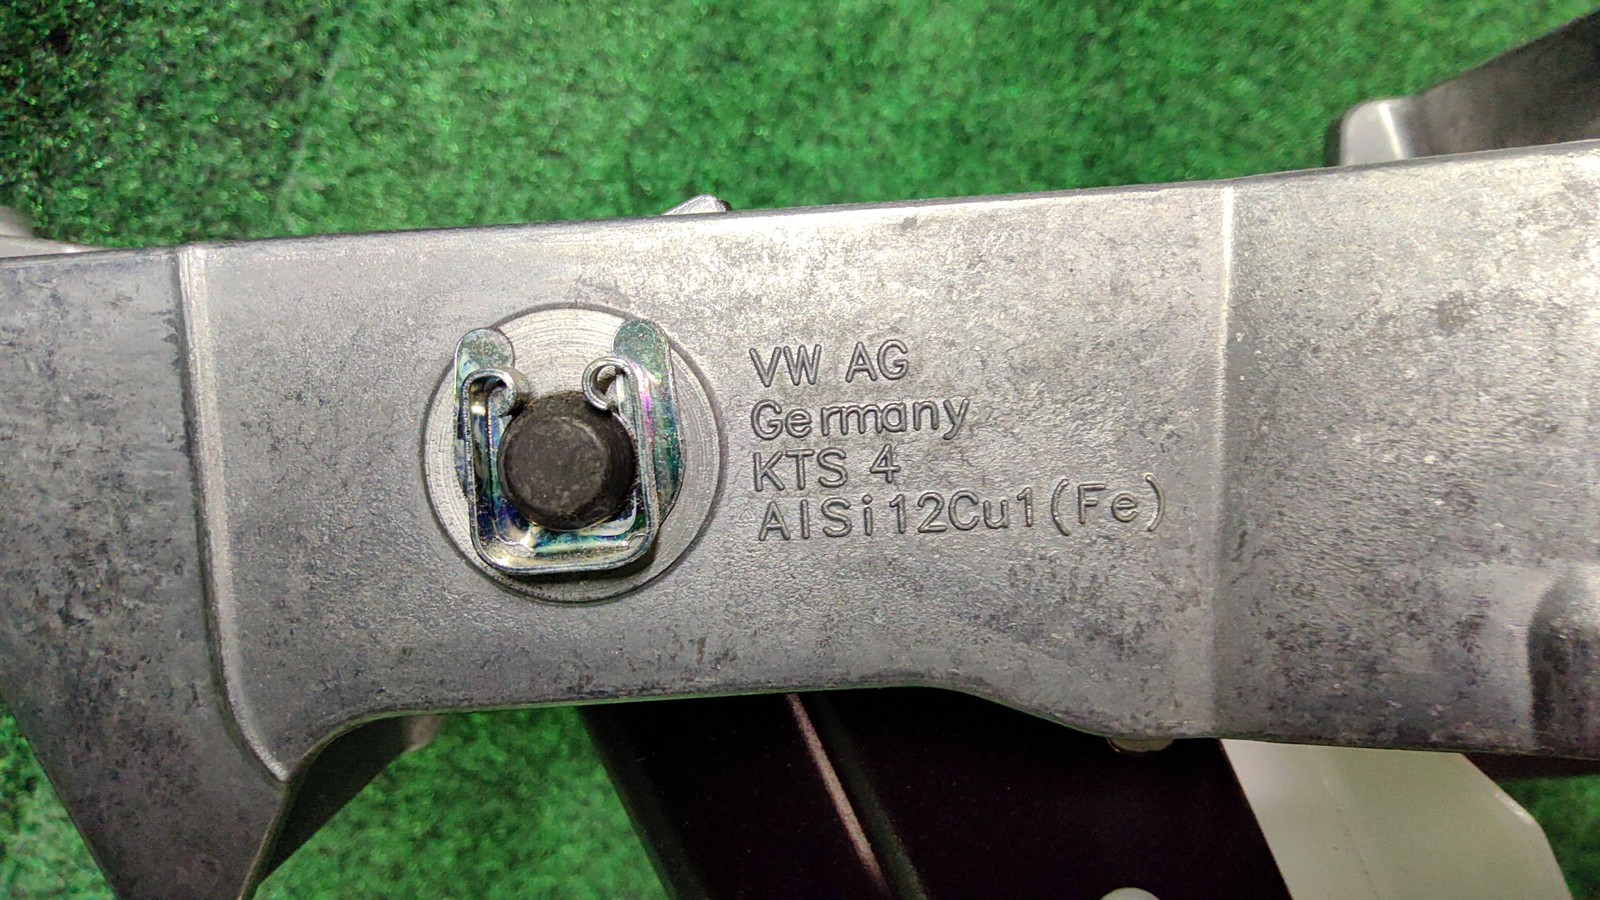 VW AG
Germany
KTS 4
AlSi12Cu1(Fe)